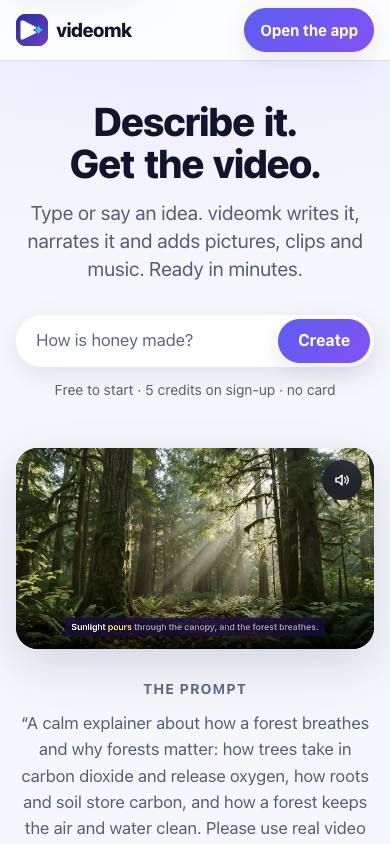 videomk
Open the app
Describe it.
Get the video.
Type or say an idea. videomk writes it,
narrates it and adds pictures, clips and
music. Ready in minutes.
How is honey made?
Create
Free to start · 5 credits on sign-up · no card
Sunlight pours through the canopy, and the forest breathes.
THE PROMPT
“A calm explainer about how a forest breathes
and why forests matter: how trees take in
carbon dioxide and release oxygen, how roots
and soil store carbon, and how a forest keeps
the air and water clean. Please use real video